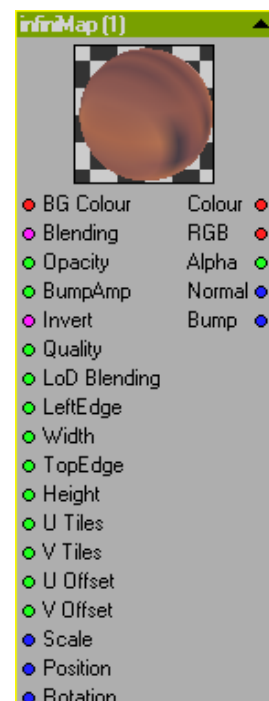 infiniMap (1)
BG Colour Colour
Blending RGB
Opacity Alpha
BumpAmp Normal
Invert Bump
Quality
LoD Blending
LeftEdge
Width
TopEdge
Height
U Tiles
V Tiles
U Offset
V Offset
Scale
Position
Rotation